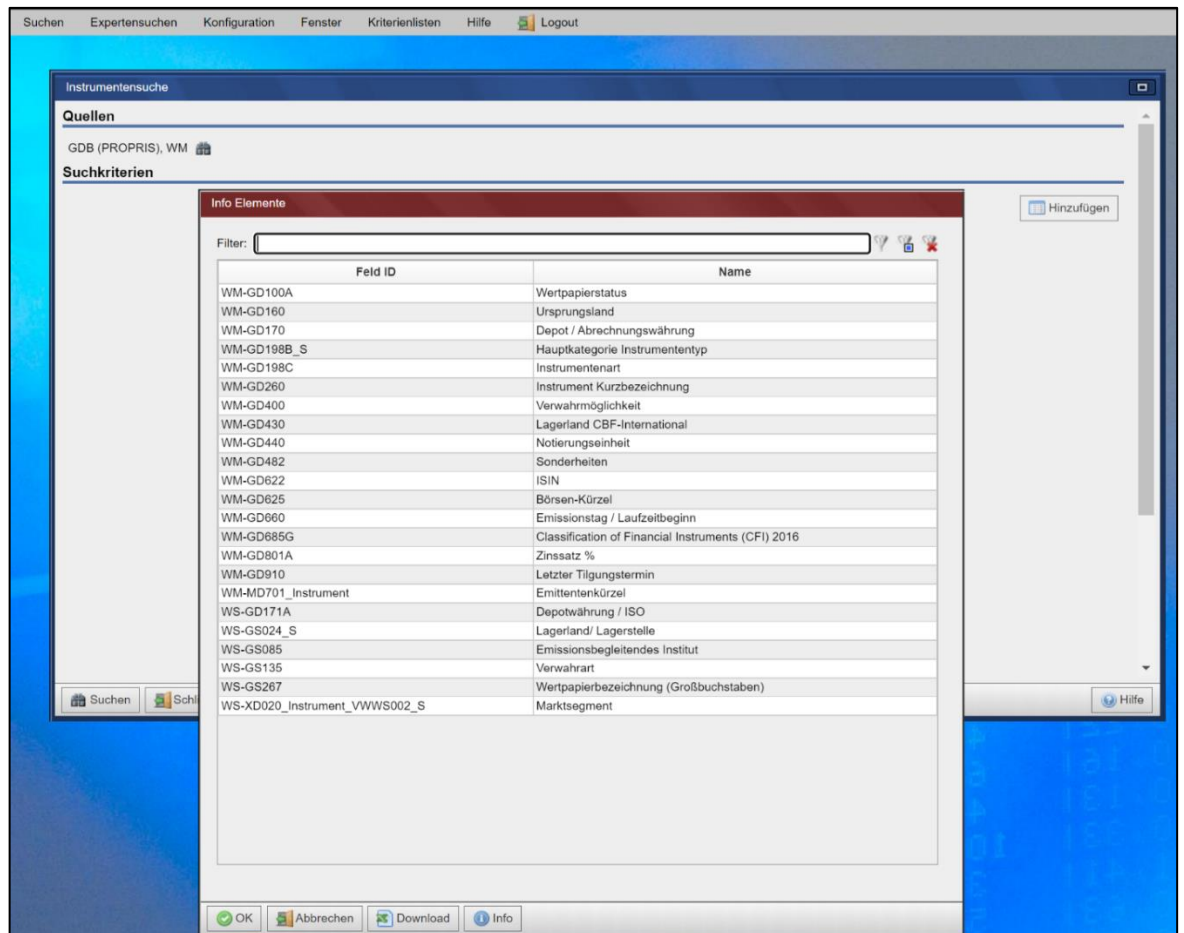 Suchen Expertensuchen Konfiguration Fenster Kriterienlisten Hilfe Logout
Instrumentensuche
Quellen
GDB (PROPRIS), WM
Suchkriterien
Info Elemente
Hinzufügen
Filter:
Feld ID Name
WM-GD100A Wertpapierstatus
WM-GD160 Ursprungsland
WM-GD170 Depot / Abrechnungswährung
WM-GD198B_S Hauptkategorie Instrumententyp
WM-GD198C Instrumentenart
WM-GD260 Instrument Kurzbezeichnung
WM-GD400 Verwahrmöglichkeit
WM-GD430 Lagerland CBF-International
WM-GD440 Notierungseinheit
WM-GD482 Sonderheiten
WM-GD622 ISIN
WM-GD625 Börsen-Kürzel
WM-GD660 Emissionstag / Laufzeitbeginn
WM-GD685G Classification of Financial Instruments (CFI) 2016
WM-GD801A Zinssatz %
WM-GD910 Letzter Tilgungstermin
WM-MD701_Instrument Emittentenkürzel
WS-GD171A Depotwährung / ISO
WS-GS024_S Lagerland/ Lagerstelle
WS-GS085 Emissionsbegleitendes Institut
WS-GS135 Verwahrart
WS-GS267 Wertpapierbezeichnung (Großbuchstaben)
WS-XD020_Instrument_VWWS002_S Marktsegment
Suchen Schli Hilfe
OK Abbrechen Download Info